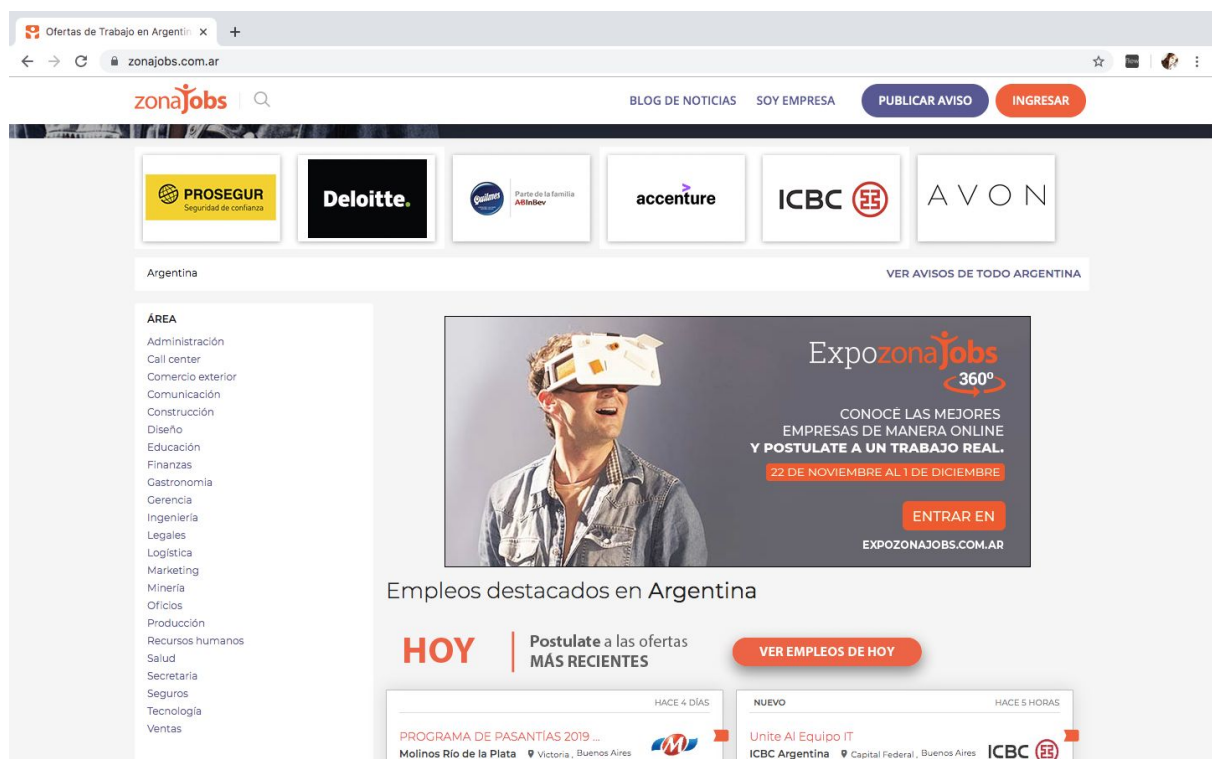 Ofertas de Trabajo en Argentin
zonajobs.com.ar
flow
zonajobs
BLOG DE NOTICIAS
SOY EMPRESA
PUBLICAR AVISO
INGRESAR
PROSEGUR
Seguridad de confianza
Deloitte.
Quilmes
Parte de la familia
ABInBev
accenture
ICBC
AVON
Argentina
VER AVISOS DE TODO ARGENTINA
ÁREA
Administración
Call center
Comercio exterior
Comunicación
Construcción
Diseño
Educación
Finanzas
Gastronomia
Gerencia
Ingeniería
Legales
Logística
Marketing
Minería
Oficios
Producción
Recursos humanos
Salud
Secretaria
Seguros
Tecnología
Ventas
Expozonajobs
360º
CONOCÉ LAS MEJORES
EMPRESAS DE MANERA ONLINE
Y POSTULATE A UN TRABAJO REAL.
22 DE NOVIEMBRE AL 1 DE DICIEMBRE
ENTRAR EN
EXPOZONAJOBS.COM.AR
Empleos destacados en Argentina
HOY
Postulate a las ofertas
MÁS RECIENTES
VER EMPLEOS DE HOY
HACE 4 DÍAS
PROGRAMA DE PASANTÍAS 2019 ...
Molinos Río de la Plata Victoria, Buenos Aires
NUEVO
HACE 5 HORAS
Unite Al Equipo IT
ICBC Argentina Capital Federal, Buenos Aires
ICBC